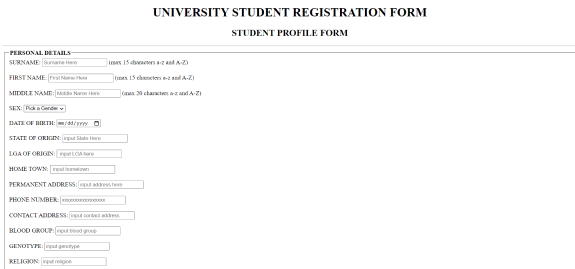 UNIVERSITY STUDENT REGISTRATION FORM
STUDENT PROFILE FORM
PERSONAL DETAILS
SURNAME: Surname Here (max 15 characters a-z and A-Z)
FIRST NAME: First Name Here (max 15 characters a-z and A-Z)
MIDDLE NAME: Middle Name Here (max 20 characters a-z and A-Z)
SEX: Pick a Gender
DATE OF BIRTH: mm/dd/yyyy
STATE OF ORIGIN: input State Here
LGA OF ORIGIN: input LGA here
HOME TOWN: input hometown
PERMANENT ADDRESS: input address here
PHONE NUMBER:
CONTACT ADDRESS: input contact address
BLOOD GROUP: input blood group
GENOTYPE: input genotype
RELIGION: input religion